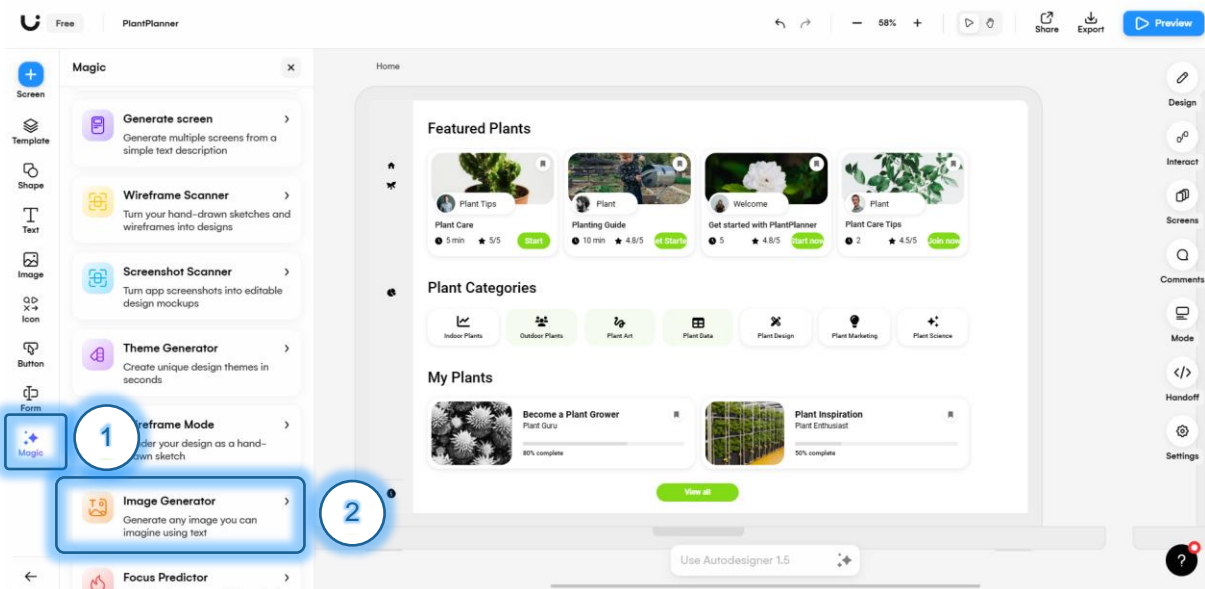 Free
PlantPlanner
58%
Share
Export
Preview
Screen
Template
Shape
Text
Image
Icon
Button
Form
Magic
Magic
Generate screen
Generate multiple screens from a
simple text description
Wireframe Scanner
Turn your hand-drawn sketches and
wireframes into designs
Screenshot Scanner
Turn app screenshots into editable
design mockups
Theme Generator
Create unique design themes in
seconds
Mode
your design as a hand-
sketch
Image Generator
Generate any image you can
imagine using text
Focus Predictor
1
2
Home
Featured Plants
Plant Tips
Plant Care
5 min
5/5
Start
Plant
Planting Guide
10 min
4.8/5
et Starte
Welcome
Get started with PlantPlanner
5
4.8/5
Start now
Plant
Plant Care Tips
2
4.5/5
Join now
Plant Categories
Indoor Plants
Outdoor Plants
Plant Art
Plant Data
Plant Design
Plant Marketing
Plant Science
My Plants
Become a Plant Grower
Plant Guru
80% complete
Plant Inspiration
Plant Enthusiast
50% complete
View all
Use Autodesigner 1.5
Design
Interact
Screens
Comments
Mode
Handoff
Settings
?